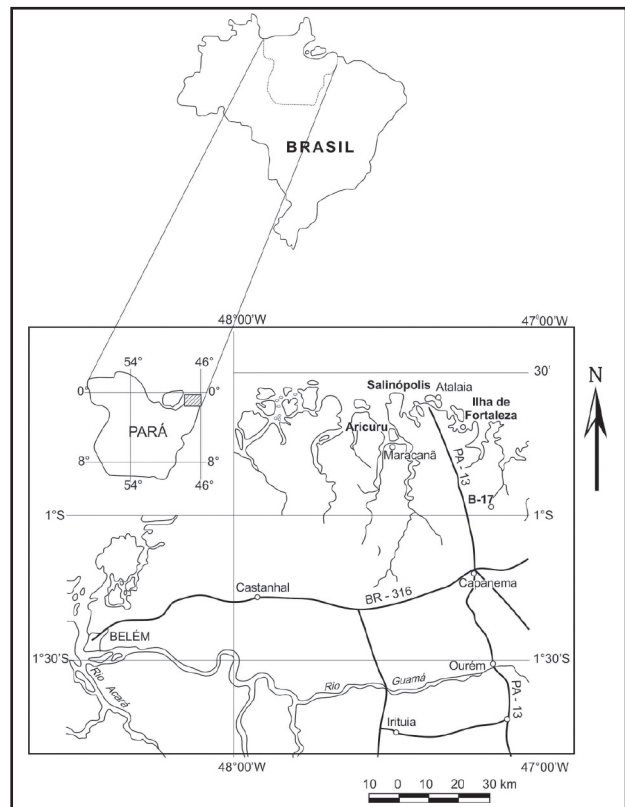 BRASIL
48°00'W
47°00'W
54°
46°
0°
0°
30'
N
Salinópolis
Atalaia
Ilha de
Fortaleza
Aricuru
PARÁ
Maracanã
PA - 13
8°
8°
54°
46°
B-17
1°S
1°S
Castanhal
BR - 316
Capanema
BELÉM
1°30'S
1°30'S
Ourém
Rio Acará
Rio Guamá
PA - 13
Irituia
48°00'W
47°00'W
10 0 10 20 30 km